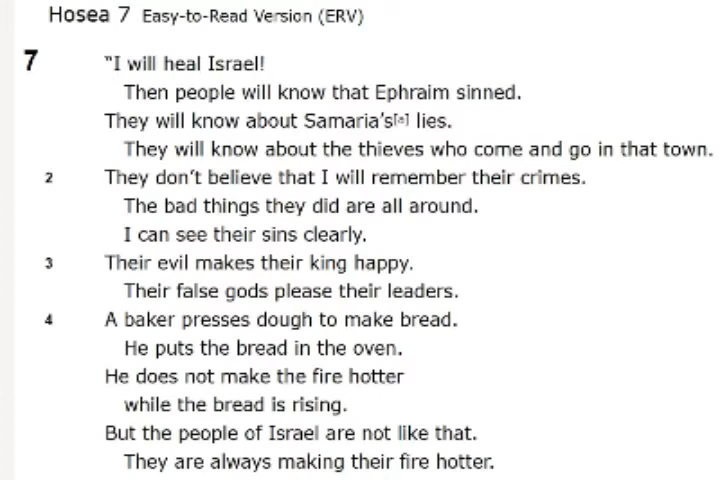 Hosea 7 Easy-to-Read Version (ERV)
7 "I will heal Israel!
Then people will know that Ephraim sinned.
They will know about Samaria's[a] lies.
They will know about the thieves who come and go in that town.
2 They don't believe that I will remember their crimes.
The bad things they did are all around.
I can see their sins clearly.
3 Their evil makes their king happy.
Their false gods please their leaders.
4 A baker presses dough to make bread.
He puts the bread in the oven.
He does not make the fire hotter
while the bread is rising.
But the people of Israel are not like that.
They are always making their fire hotter.